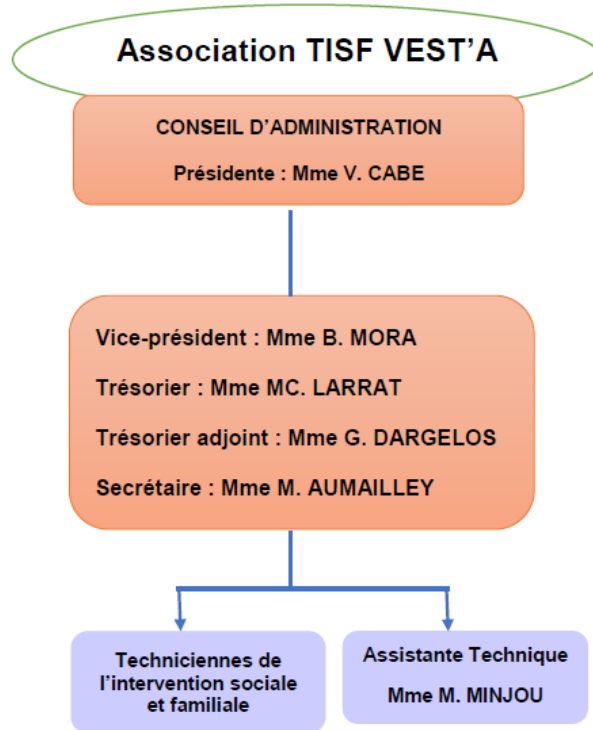 Association TISF VEST'A
CONSEIL D'ADMINISTRATION
Présidente : Mme V. CABE
Vice-président : Mme B. MORA
Trésorier : Mme MC. LARRAT
Trésorier adjoint : Mme G. DARGELOS
Secrétaire : Mme M. AUMAILLEY
Techniciennes de
l'intervention sociale
et familiale
Assistante Technique
Mme M. MINJOU